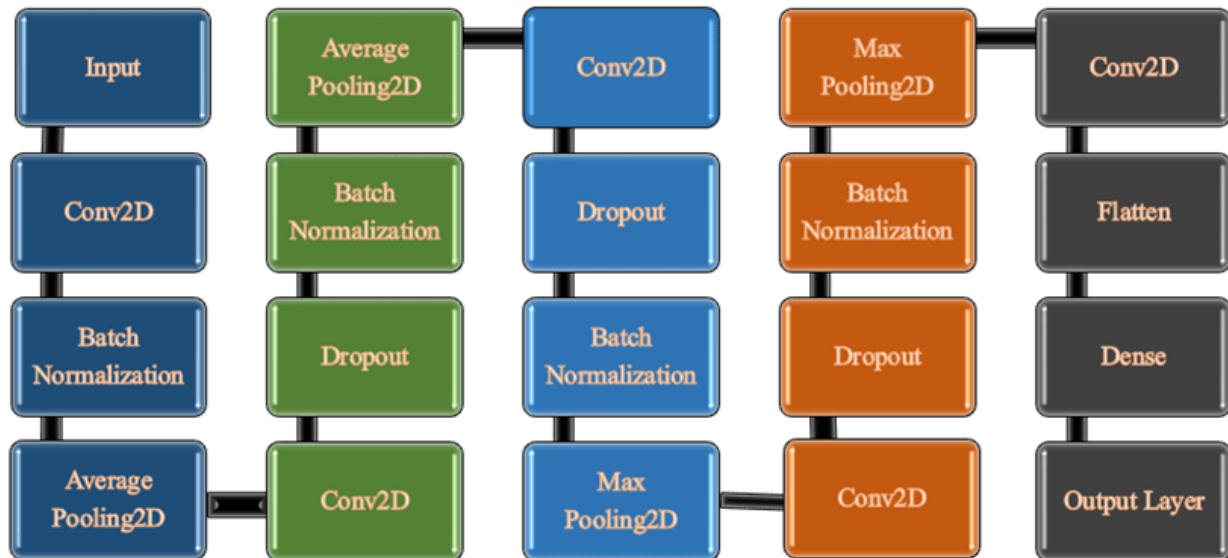 Input
Conv2D
Batch
Normalization
Average
Pooling2D
Average
Pooling2D
Batch
Normalization
Dropout
Conv2D
Conv2D
Dropout
Batch
Normalization
Max
Pooling2D
Max
Pooling2D
Batch
Normalization
Dropout
Conv2D
Conv2D
Flatten
Dense
Output Layer